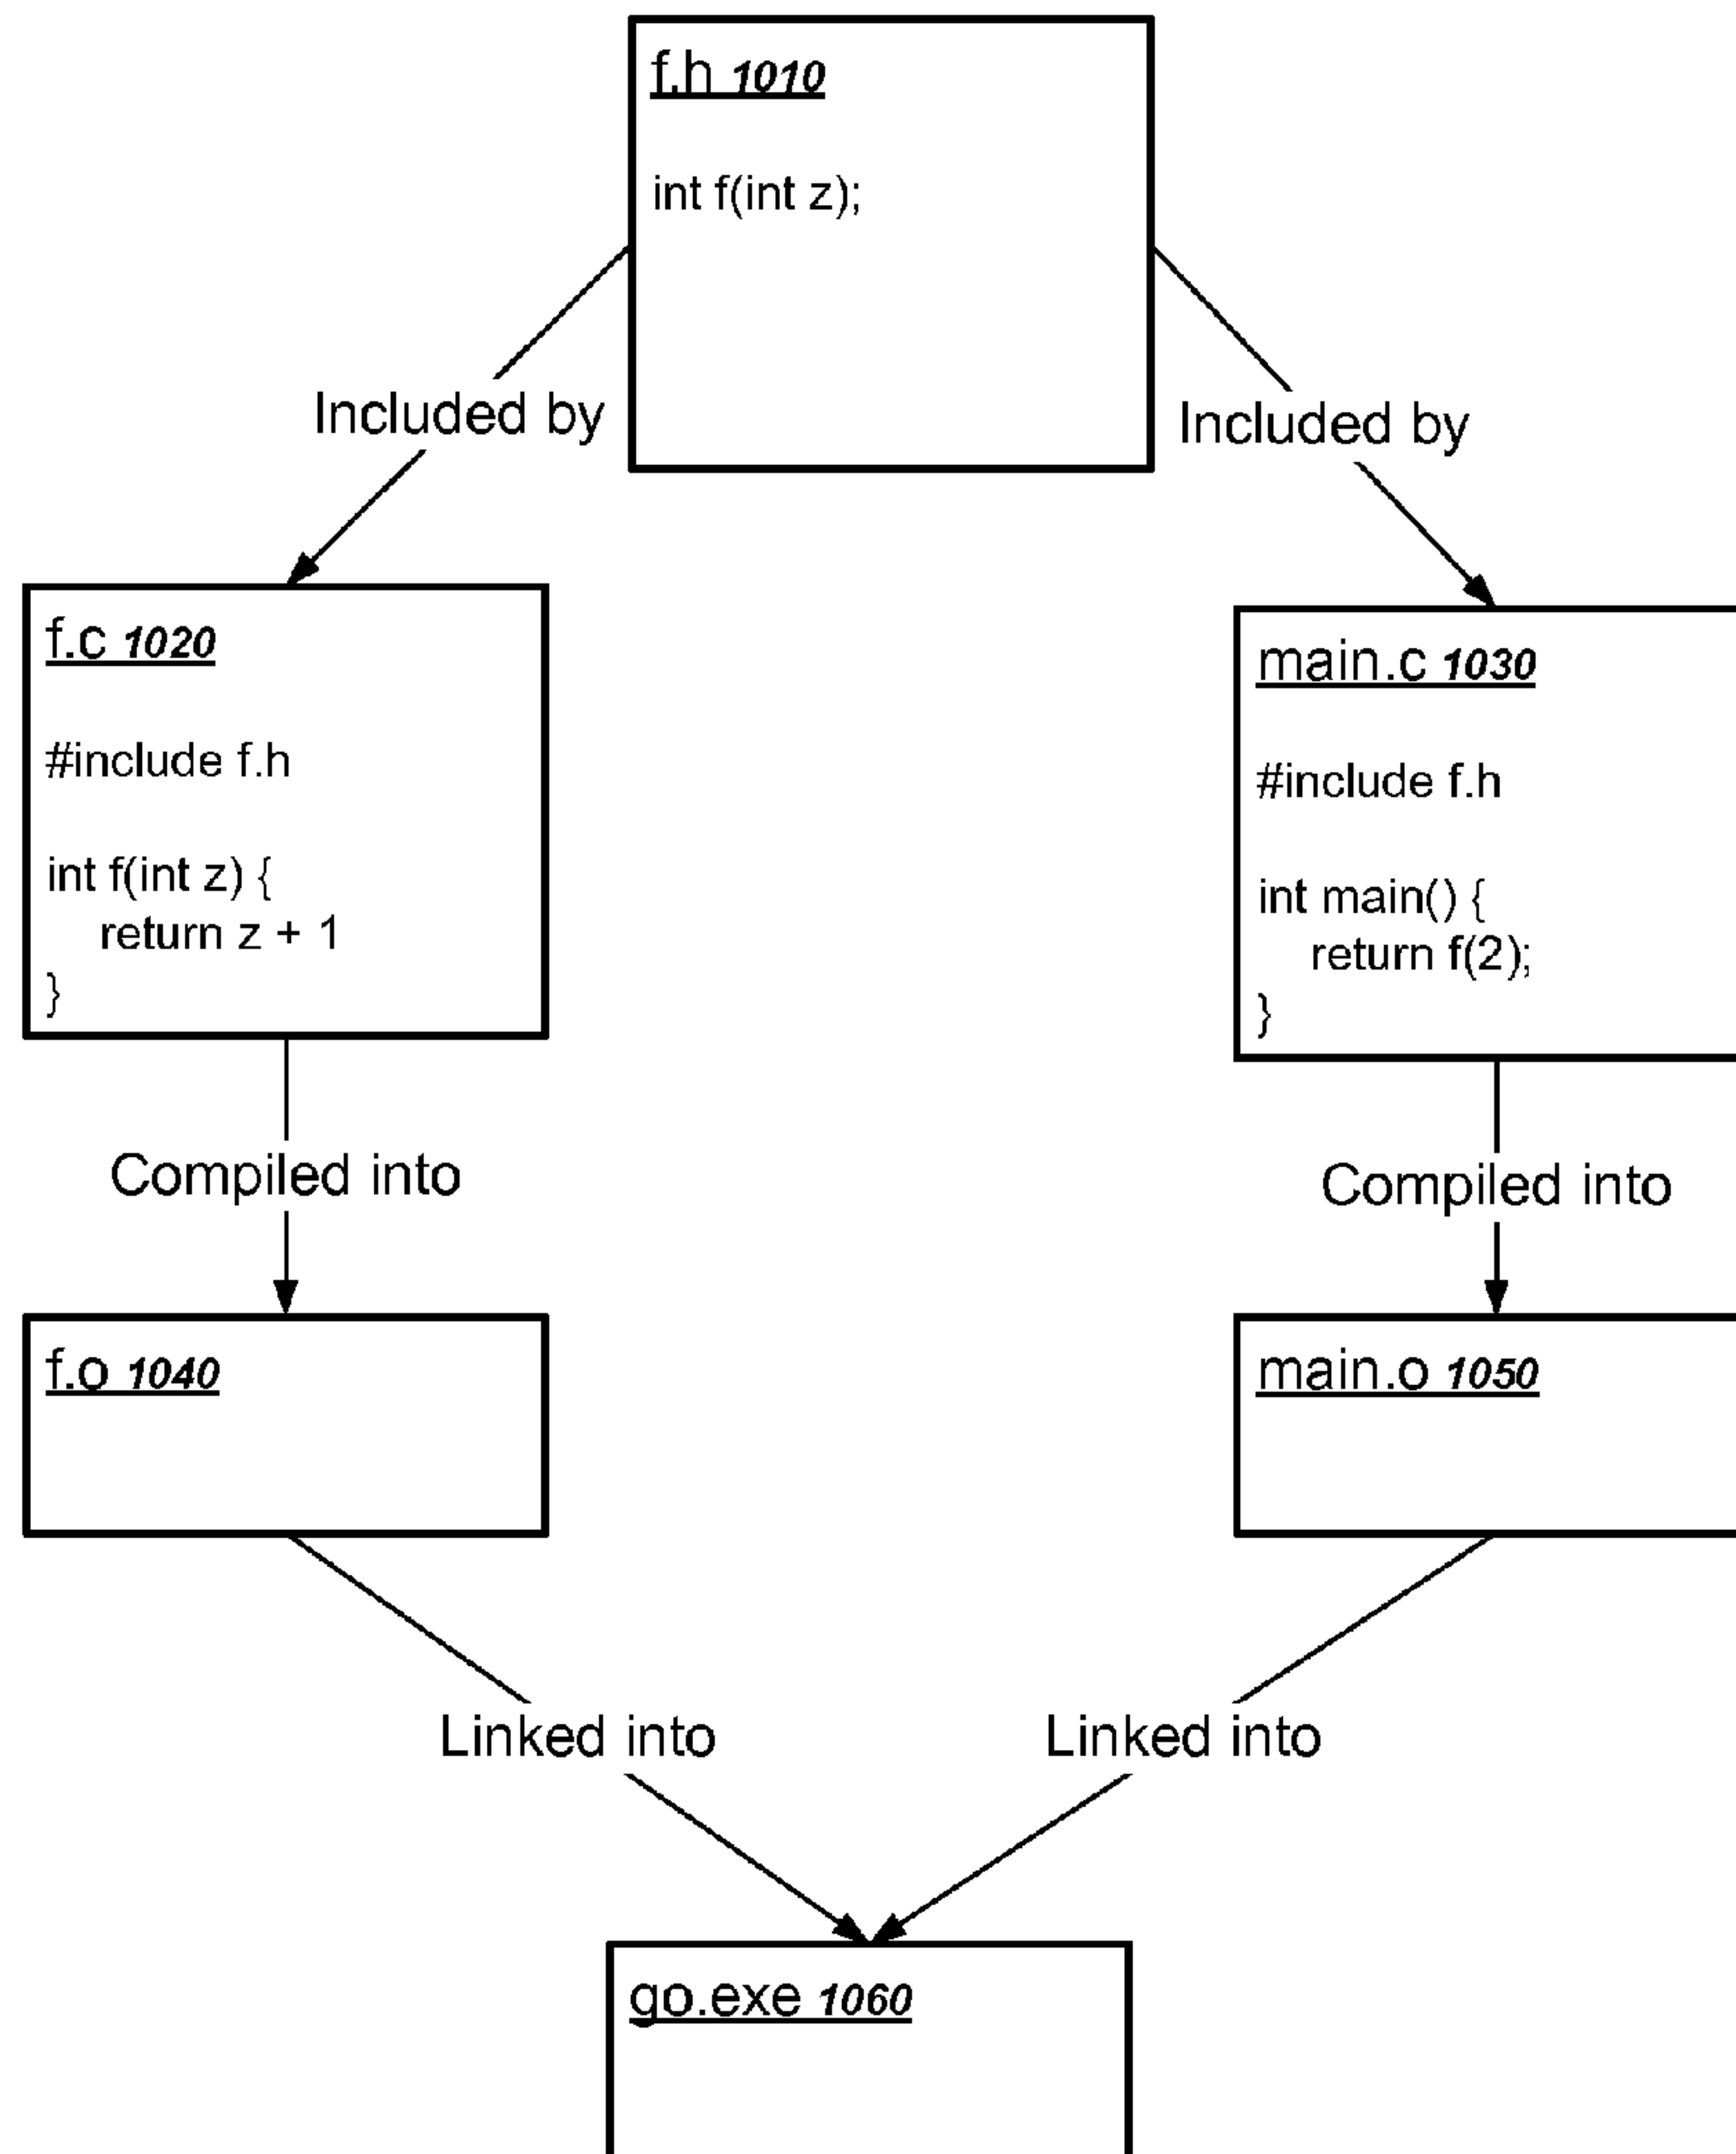 f.h 1010
int f(int z);
Included by
Included by
f.c 1020
#include f.h
int f(int z) {
return z + 1
}
main.c 1030
#include f.h
int main() {
return f(2);
}
Compiled into
Compiled into
f.o 1040
main.o 1050
Linked into
Linked into
go.exe 1060